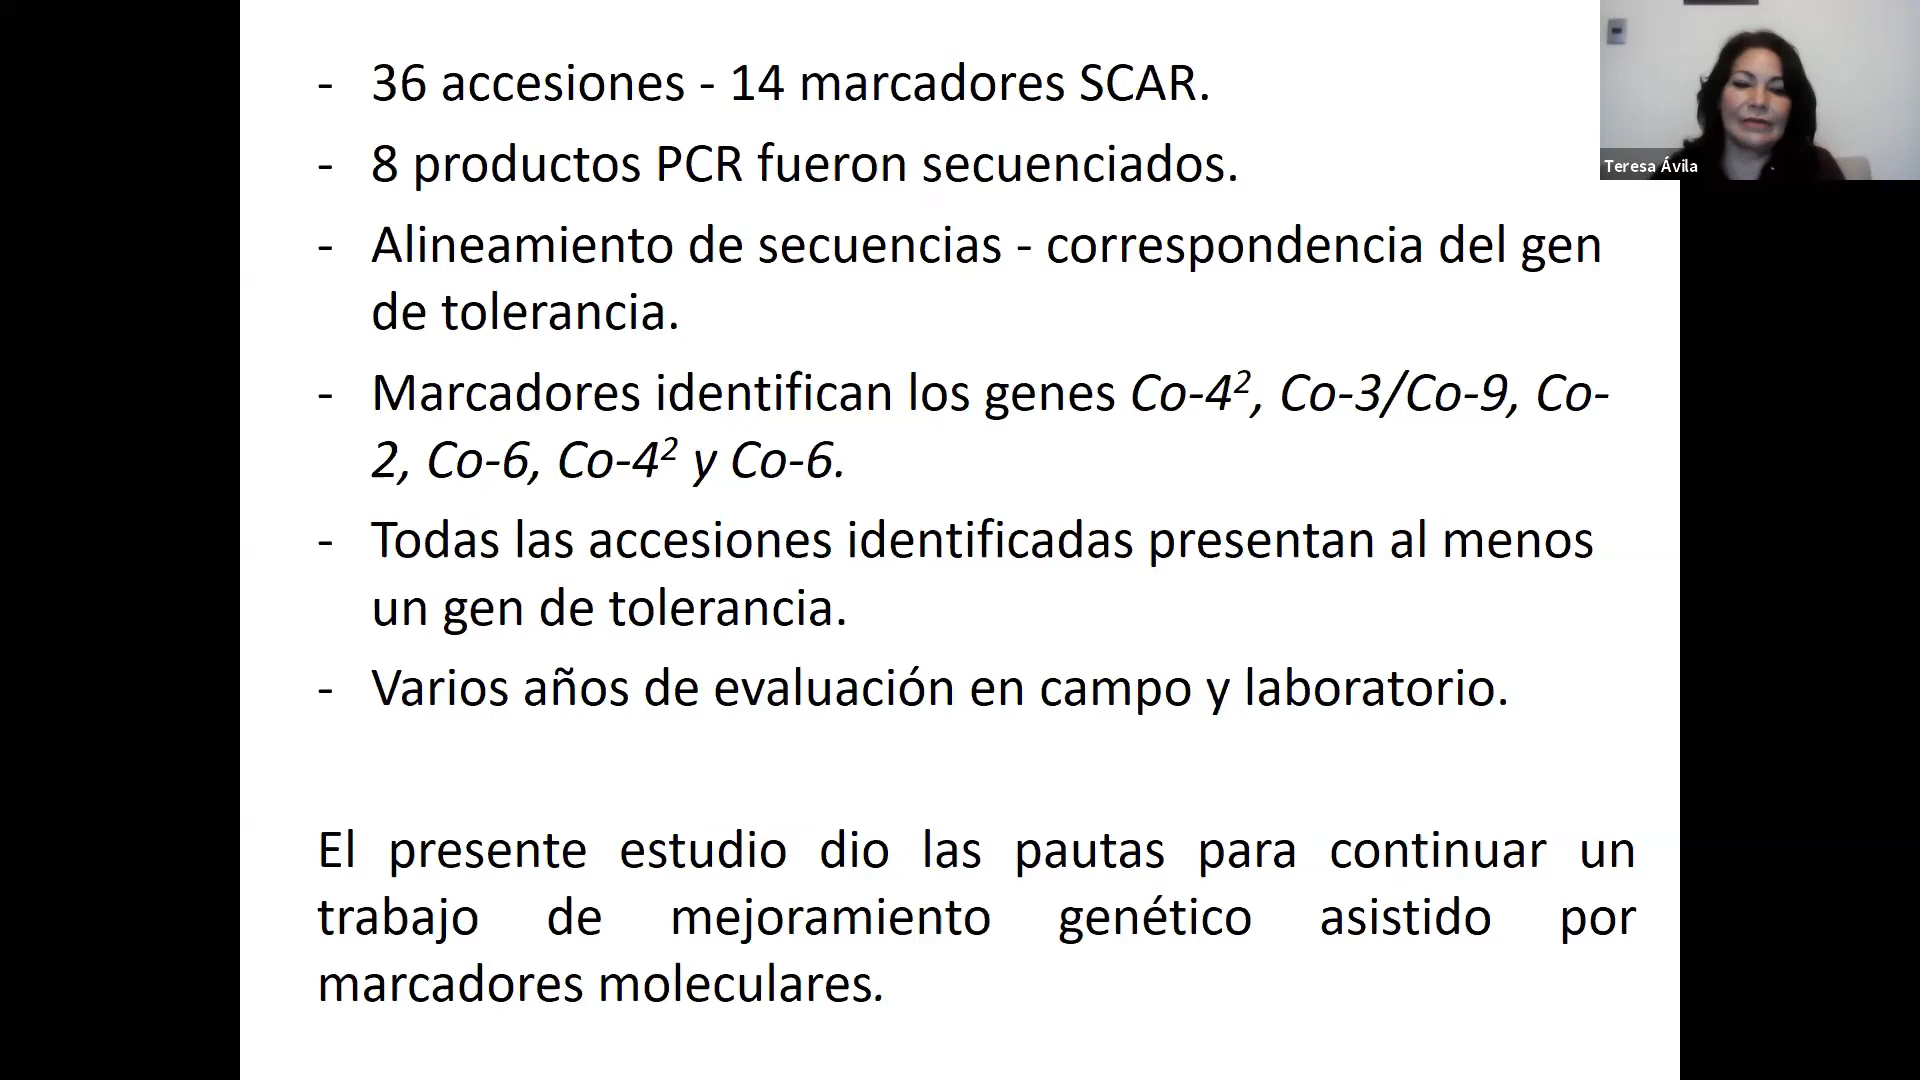 - 36 accesiones - 14 marcadores SCAR.
- 8 productos PCR fueron secuenciados.
- Alineamiento de secuencias - correspondencia del gen
de tolerancia.
- Marcadores identifican los genes Co-4², Co-3/Co-9, Co-
2, Co-6, Co-4² y Co-6.
- Todas las accesiones identificadas presentan al menos
un gen de tolerancia.
- Varios años de evaluación en campo y laboratorio.
El presente estudio dio las pautas para continuar un
trabajo de mejoramiento genético asistido por
marcadores moleculares.
Teresa Ávila